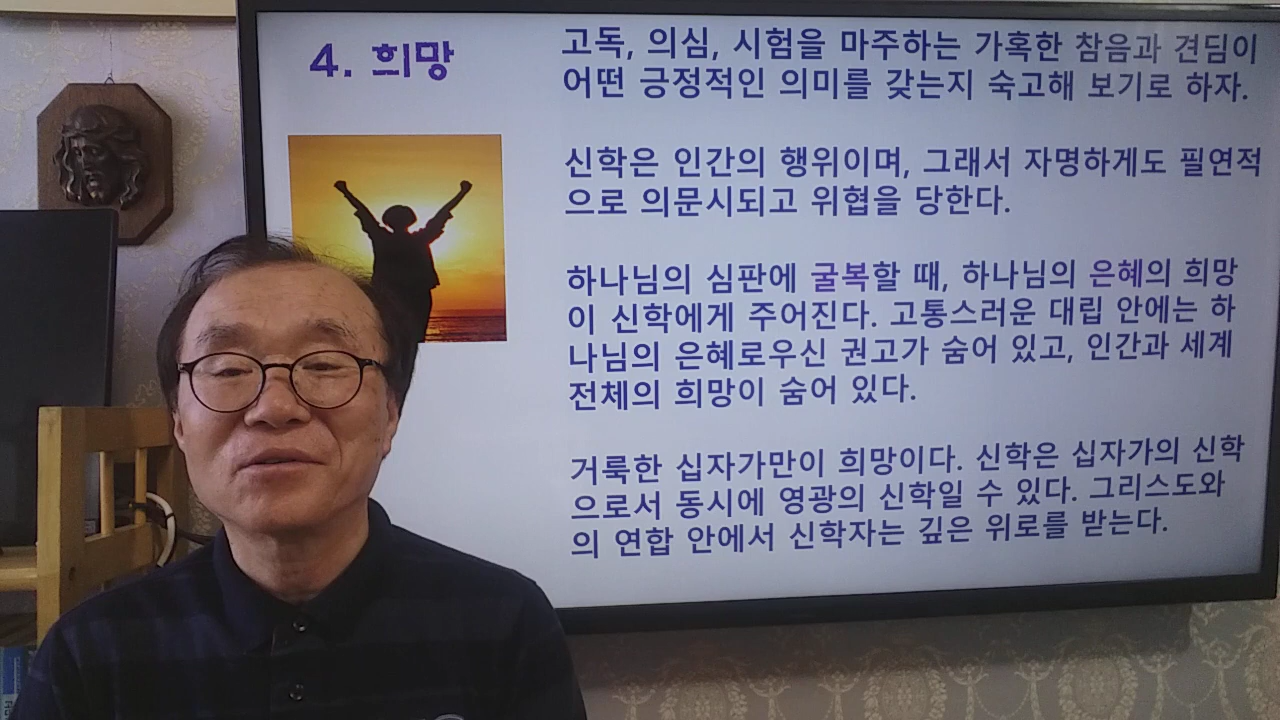 4. 희망
고독, 의심, 시험을 마주하는 가혹한 참음과 견딤이
어떤 긍정적인 의미를 갖는지 숙고해 보기로 하자.
신학은 인간의 행위이며, 그래서 자명하게도 필연적
으로 의문시되고 위협을 당한다.
하나님의 심판에 굴복할 때, 하나님의 은혜의 희망
이 신학에게 주어진다. 고통스러운 대립 안에는 하
나님의 은혜로우신 권고가 숨어 있고, 인간과 세계
전체의 희망이 숨어 있다.
거룩한 십자가만이 희망이다. 신학은 십자가의 신학
으로서 동시에 영광의 신학일 수 있다. 그리스도와
의 연합 안에서 신학자는 깊은 위로를 받는다.